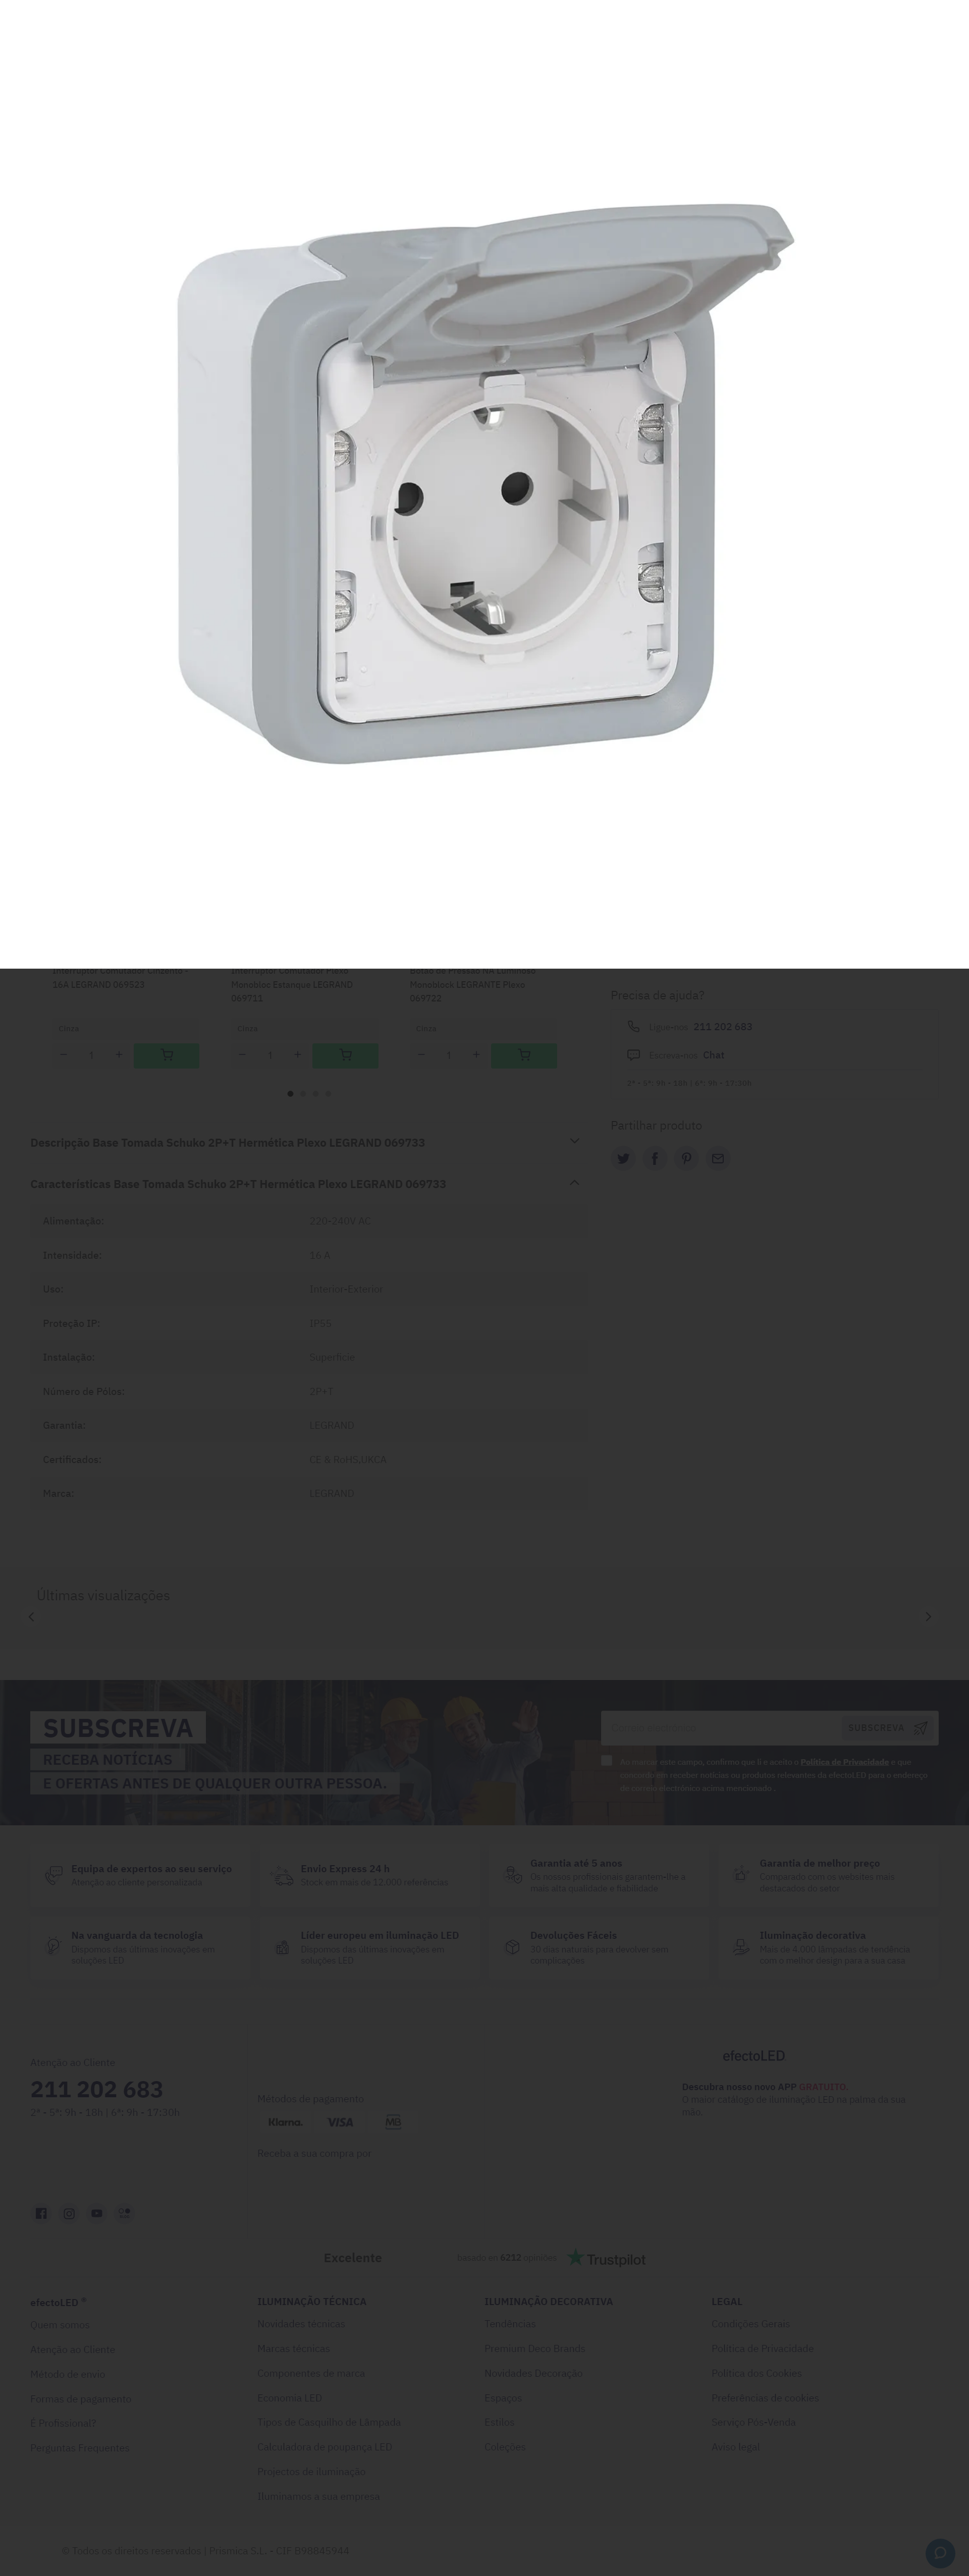 Interruptor Comutador Cinzento -
16A LEGRAND 069523
Interruptor Comutador Plexo
Monobloc Estanque LEGRAND
069711
Botão de Pressão NA Luminoso
Monoblock LEGRANTE Plexo
069722
Cinza
Cinza
Cinza
− 1 +
− 1 +
− 1 +
Precisa de ajuda?
Ligue-nos 211 202 683
Escreva-nos Chat
2ª - 5ª: 9h - 18h | 6ª: 9h - 17:30h
Partilhar produto
Descripção Base Tomada Schuko 2P+T Hermética Plexo LEGRAND 069733
Características Base Tomada Schuko 2P+T Hermética Plexo LEGRAND 069733
Alimentação: 220-240V AC
Intensidade: 16 A
Uso: Interior-Exterior
Proteção IP: IP55
Instalação: Superfície
Número de Pólos: 2P+T
Garantia: LEGRAND
Certificados: CE & RoHS,UKCA
Marca: LEGRAND
Últimas visualizações
SUBSCREVA
RECEBA NOTÍCIAS
E OFERTAS ANTES DE QUALQUER OUTRA PESSOA.
SUBSCREVA
Ao marcar este campo, confirmo que li e aceito a Política de Privacidade e que
concordo em receber notícias ou produtos relevantes da efectoLED para o endereço
de correio electrónico acima mencionado..
Equipa de expertos ao seu serviço
Atenção ao cliente personalizada
Envio Express 24 h
Stock em mais de 12.000 referências
Garantia até 5 anos
Os nossos profissionais garantem-lhe a
mais alta qualidade e fiabilidade
Garantia de melhor preço
Comparado com os websites mais
destacados do setor
Na vanguarda da tecnologia
Dispomos das últimas inovações em
soluções LED
Líder europeu em iluminação LED
Dispomos das últimas inovações em
soluções LED
Devoluções Fáceis
30 dias naturais para devolver sem
complicações
Iluminação decorativa
Mais de 4.000 lâmpadas de tendência
com o melhor design para a sua casa
Atenção ao Cliente
211 202 683
2ª - 5ª: 9h - 18h | 6ª: 9h - 17:30h
Métodos de pagamento
Klarna. VISA MB
Receba a sua compra por
efectoLED
Descubra nosso novo APP GRATUITO.
O maior catálogo de iluminação LED na palma da sua
mão.
Excelente
baseado em 6212 opiniões
Trustpilot
efectoLED ®
Quem somos
Atenção ao Cliente
Método de envio
Formas de pagamento
É Profissional?
Perguntas Frequentes
ILUMINAÇÃO TÉCNICA
Novidades técnicas
Marcas técnicas
Componentes de marca
Economia LED
Tipos de Casquilho de Lâmpada
Calculadora de poupança LED
Projectos de iluminação
Iluminamos a sua empresa
ILUMINAÇÃO DECORATIVA
Tendências
Premium Deco Brands
Novidades Decoração
Espaços
Estilos
Coleções
LEGAL
Condições Gerais
Política de Privacidade
Política dos Cookies
Preferências de cookies
Serviço Pós-Venda
Aviso legal
© Todos os direitos reservados | Prisonica S.L. - CIF B98845944